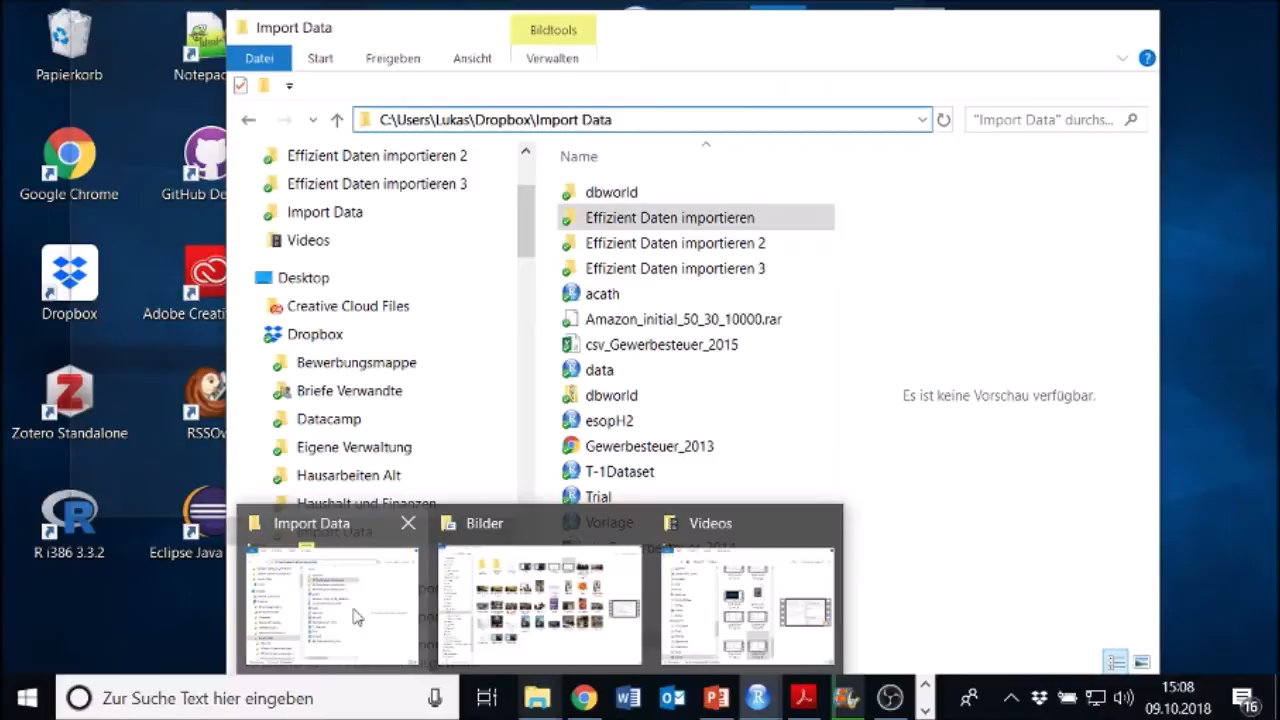 Import Data
Bildtools
Datei
Start
Freigeben
Ansicht
Verwalten
C:\Users\Lukas\Dropbox\Import Data
"Import Data" durchs...
Papierkorb
Notep
Google Chrome
GitHub De
Dropbox
Adobe Creati
Zotero Standalone
RSSOv
R i386 3.3.2
Eclipse Java
Effizient Daten importieren 2
Effizient Daten importieren 3
Import Data
Videos
Desktop
Creative Cloud Files
Dropbox
Bewerbungsmappe
Briefe Verwandte
Datacamp
Eigene Verwaltung
Hausarbeiten Alt
Haushalt und Finanzen
Import Data
Name
dbworld
Effizient Daten importieren
Effizient Daten importieren 2
Effizient Daten importieren 3
acath
Amazon_initial_50_30_10000.rar
csv_Gewerbesteuer_2015
data
dbworld
esopH2
Gewerbesteuer_2013
T-1Dataset
Trial
Vorlage
Es ist keine Vorschau verfügbar.
Import Data
Bilder
Videos
Zur Suche Text hier eingeben
15:08
09.10.2018
16